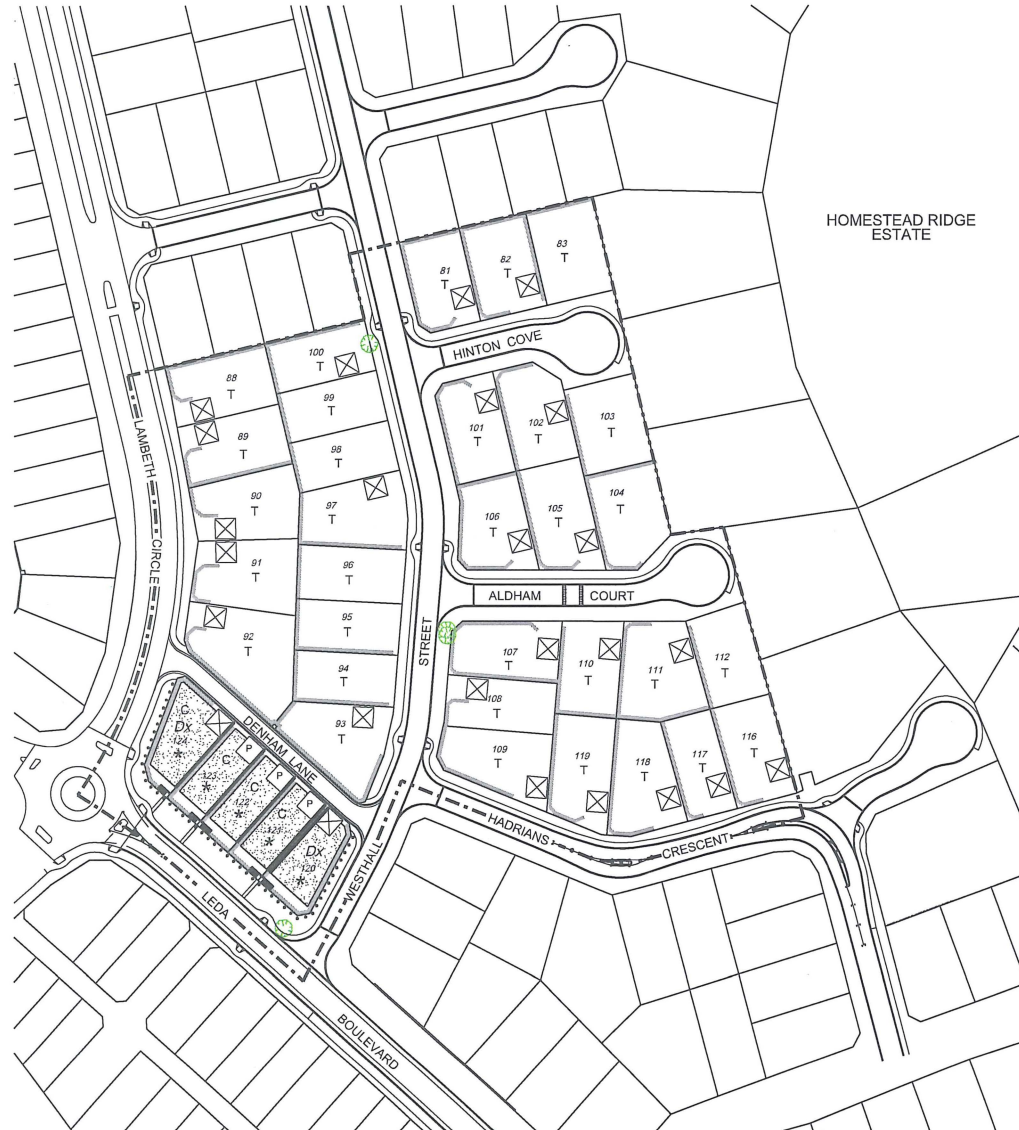 HOMESTEAD RIDGE
ESTATE
83
T
82
T
81
T
HINTON COVE
100
T
88
T
99
T
89
T
98
T
101
T
102
T
103
T
LAMBETH
CIRCLE
90
T
97
T
106
T
105
T
104
T
91
T
96
T
ALDHAM COURT
92
T
95
T
STREET
107
T
110
T
111
T
112
T
94
T
108
T
93
T
109
T
119
T
118
T
117
T
116
T
DENHAM LANE
C
Dx
124
*
C
123
*
P
C
122
*
P
C
121
*
P
Dx
120
*
WESTHALL
HADRIANS
CRESCENT
LEDA
BOULEVARD